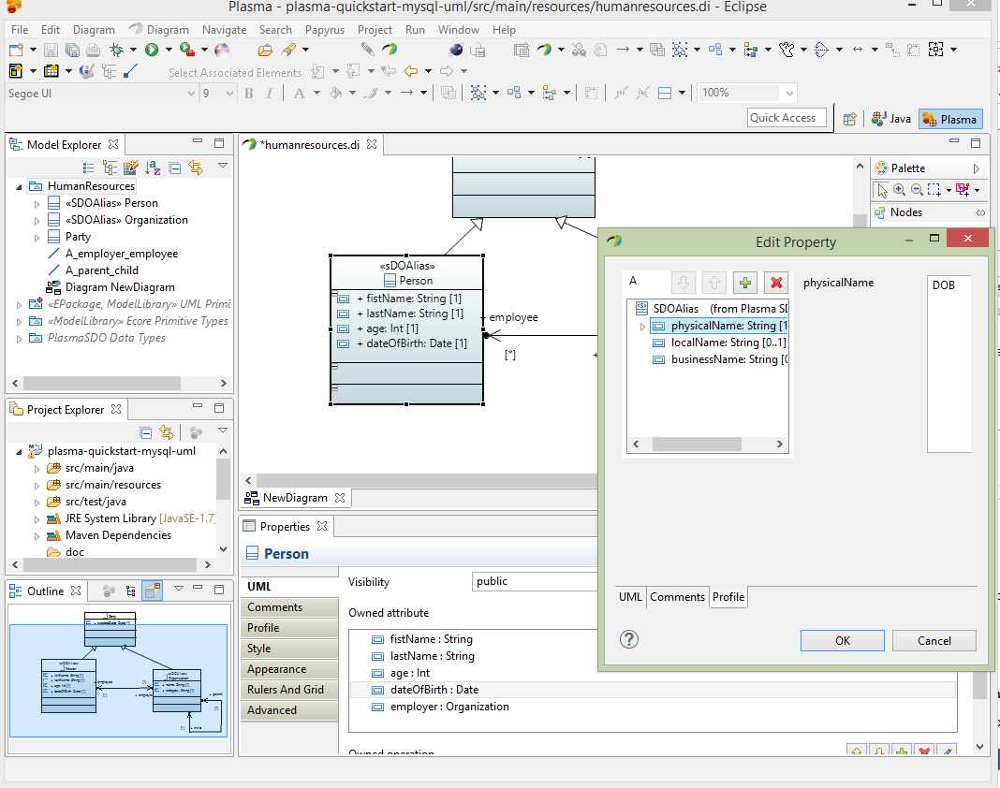 Plasma - plasma-quickstart-mysql-uml/src/main/resources/humanresources.di - Eclipse
File Edit Diagram Diagram Navigate Search Papyrus Project Run Window Help
Select Associated Elements
Segoe UI 9 B I A 100%
Quick Access Java Plasma
Model Explorer
HumanResources
«SDOAlias» Person
«SDOAlias» Organization
Party
A_employer_employee
A_parent_child
Diagram NewDiagram
«EPackage, ModelLibrary» UML Primi
«ModelLibrary» Ecore Primitive Types
PlasmaSDO Data Types
Project Explorer
plasma-quickstart-mysql-uml
src/main/java
src/main/resources
src/test/java
JRE System Library [JavaSE-1.7]
Maven Dependencies
doc
Outline
*humanresources.di
«sDOAlias»
Person
+ fistName: String [1]
+ lastName: String [1]
+ age: Int [1]
+ dateOfBirth: Date [1]
employee
[*]
+
NewDiagram
Palette
Nodes
Properties
Person
UML
Comments
Profile
Style
Appearance
Rulers And Grid
Advanced
Visibility public
Owned attribute
fistName : String
lastName : String
age : Int
dateOfBirth : Date
employer : Organization
Owned operation
Edit Property
A
physicalName
DOB
SDOAlias (from Plasma SD
physicalName: String [1
localName: String [0..1]
businessName: String [0
UML Comments Profile
? OK Cancel